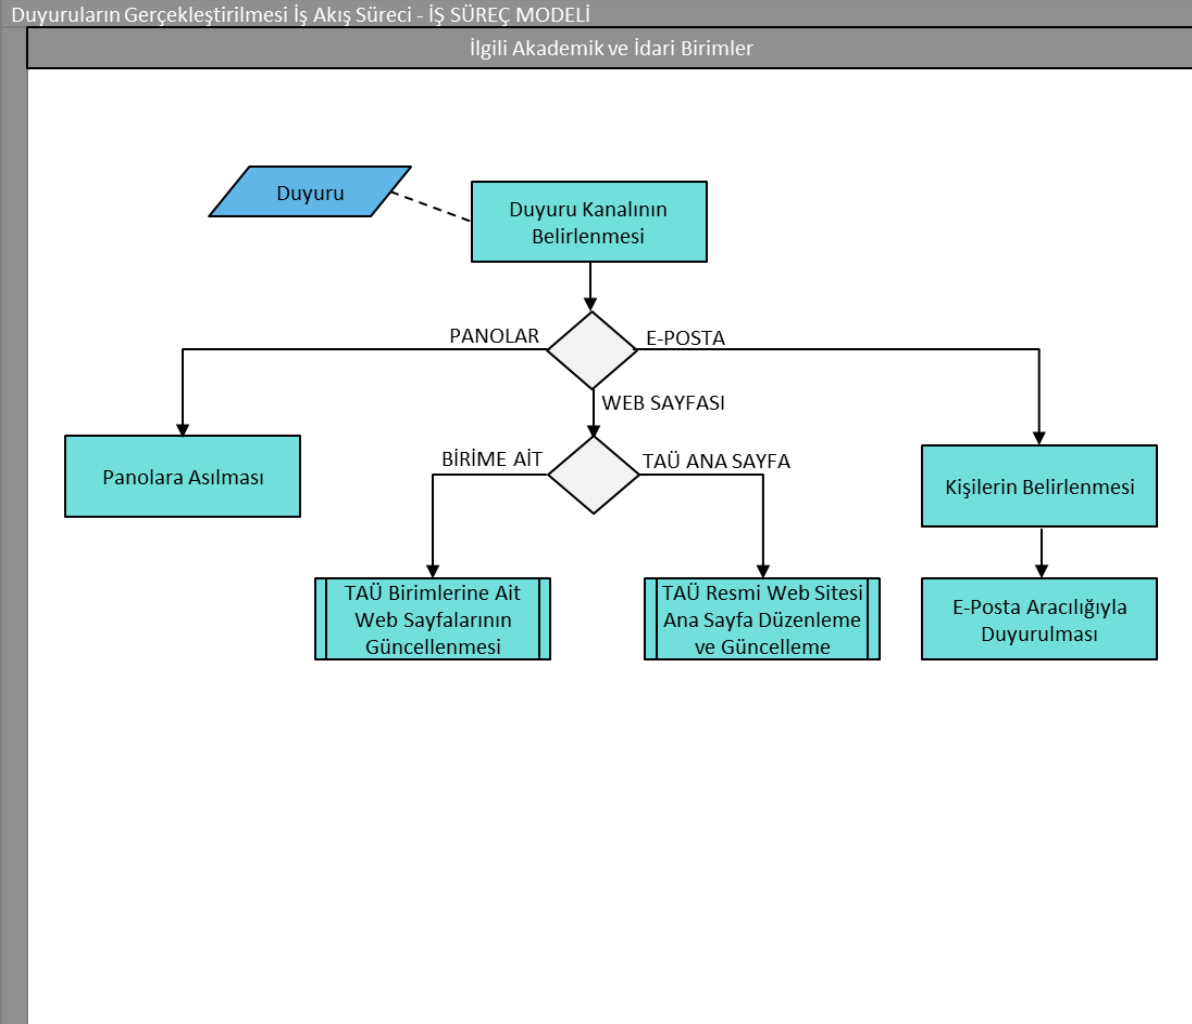 Duyuruların Gerçekleştirilmesi İş Akış Süreci - İŞ SÜREÇ MODELİ
İlgili Akademik ve İdari Birimler
Duyuru
Duyuru Kanalının
Belirlenmesi
PANOLAR
E-POSTA
WEB SAYFASI
BİRİME AİT
TAÜ ANA SAYFA
Panolara Asılması
Kişilerin Belirlenmesi
TAÜ Birimlerine Ait
Web Sayfalarının
Güncellenmesi
TAÜ Resmi Web Sitesi
Ana Sayfa Düzenleme
ve Güncelleme
E-Posta Aracılığıyla
Duyurulması